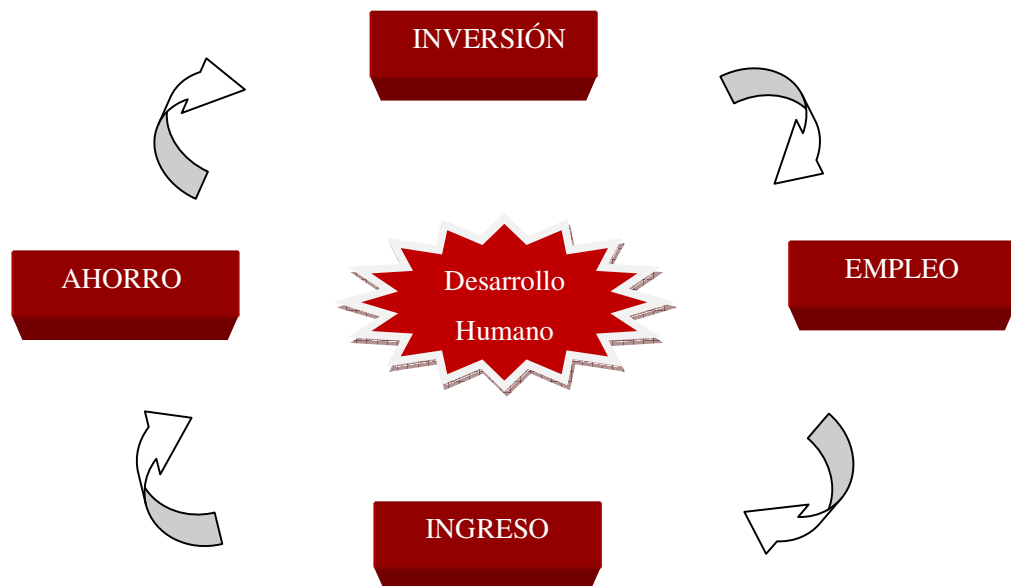 INVERSIÓN
AHORRO
Desarrollo
Humano
EMPLEO
INGRESO